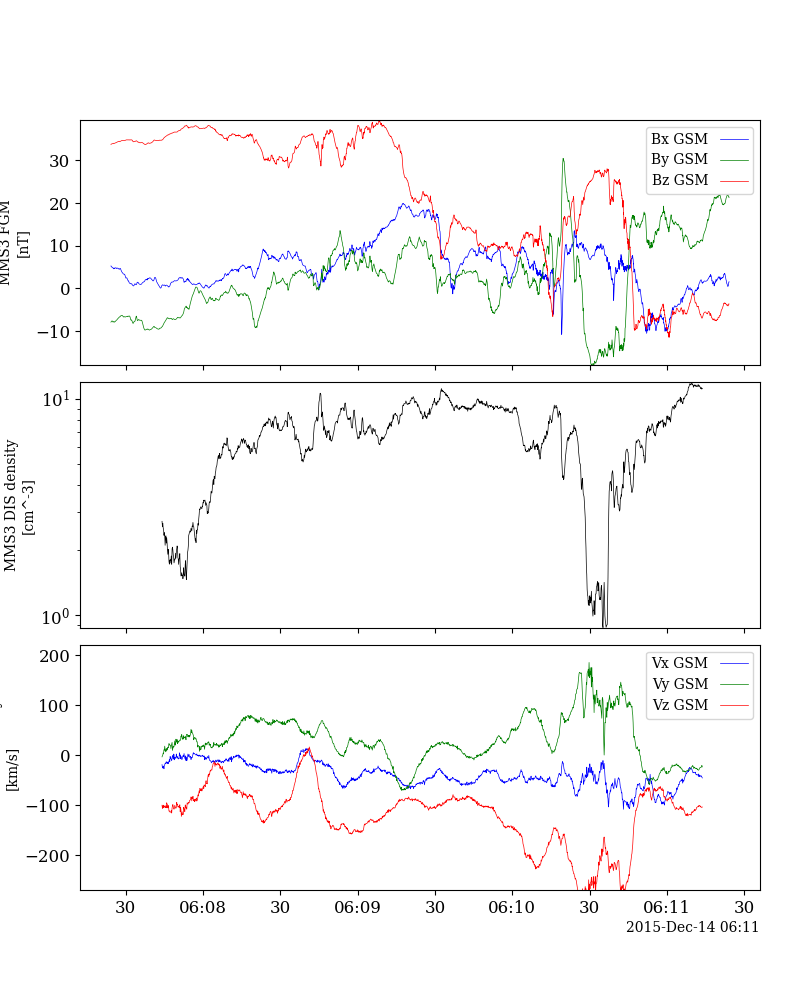 MMS3 FGM
[nT]
30
20
10
0
−10
Bx GSM
By GSM
Bz GSM
MMS3 DIS density
[cm^-3]
10^1
10^0
[km/s]
200
100
0
−100
−200
Vx GSM
Vy GSM
Vz GSM
30 06:08 30 06:09 30 06:10 30 06:11 30
2015-Dec-14 06:11